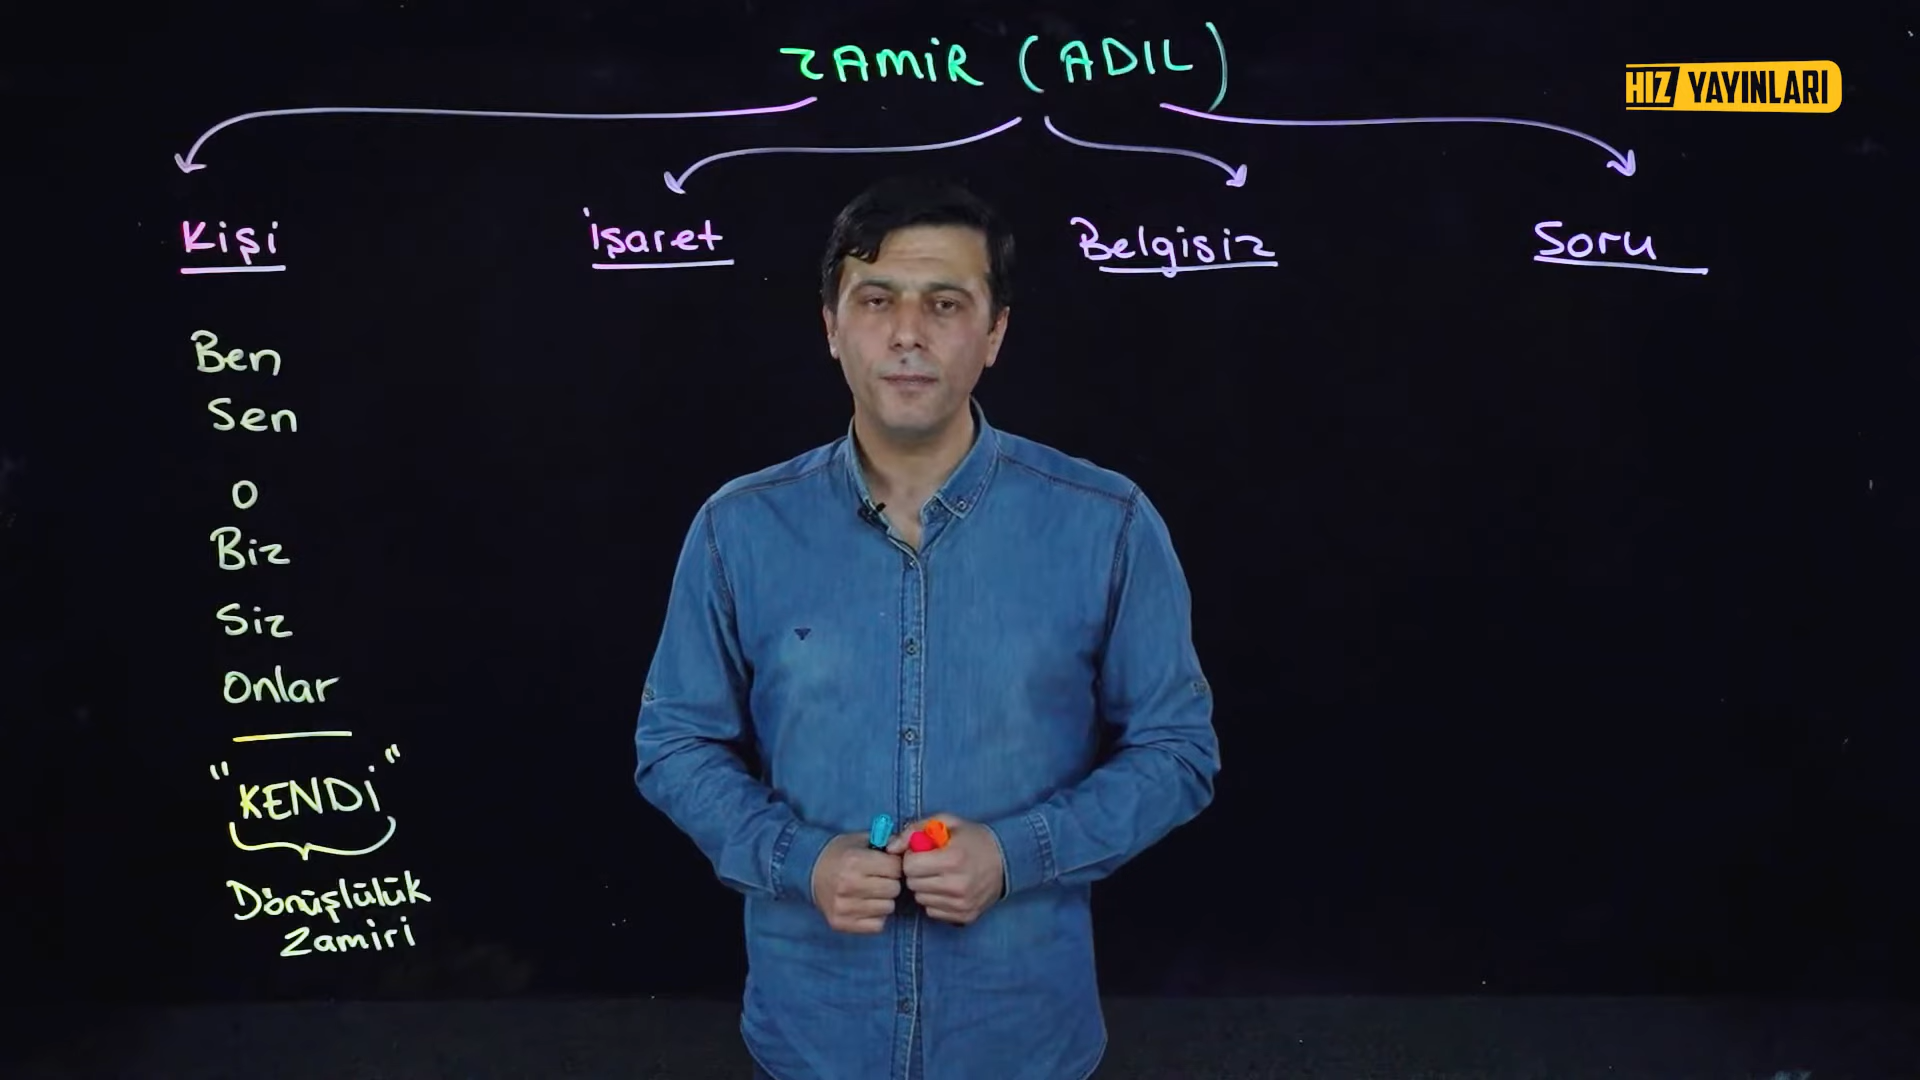 ZAMİR (ADIL)
HIZ YAYINLARI
Kişi
İşaret
Belgisiz
Soru
Ben
Sen
O
Biz
Siz
Onlar
"KENDİ"
Dönüşlülük
Zamiri